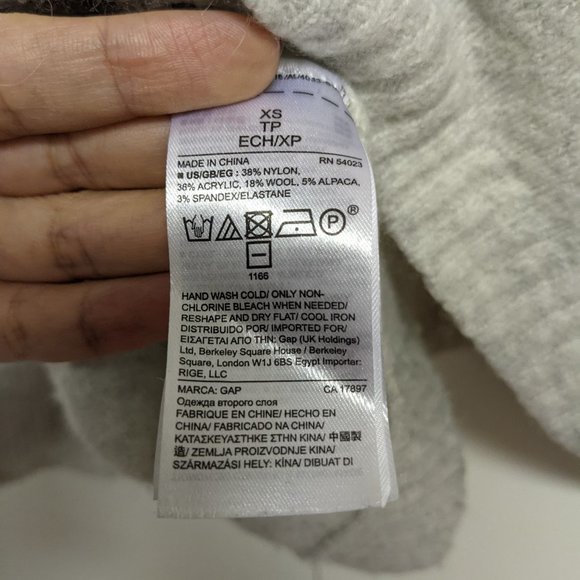 XS
TP
ECH/XP
MADE IN CHINA RN 54023
■ US/GB/EG : 38% NYLON,
36% ACRYLIC, 18% WOOL, 5% ALPACA,
3% SPANDEX/ELASTANE
P ®
1166
HAND WASH COLD/ ONLY NON-
CHLORINE BLEACH WHEN NEEDED/
RESHAPE AND DRY FLAT/ COOL IRON
DISTRIBUIDO POR/ IMPORTED FOR/
ΕΙΣΑΓΕΤΑΙ ΑΠΟ ΤΗΝ: Gap (UK Holdings)
Ltd, Berkeley Square House / Berkeley
Square, London W1J 6BS Egypt Importer:
RIGE, LLC
MARCA: GAP CA 17897
Одежда второго слоя
FABRIQUE EN CHINE/ HECHO EN
CHINA/ FABRICADO NA CHINA/
ΚΑΤΑΣΚΕΥΑΣΤΗΚΕ ΣΤΗΝ ΚΙΝΑ/ 中國製
造/ ZEMLJA PROIZVODNJE KINA/
SZÁRMAZÁSI HELY: KÍNA/ DIBUAT DI